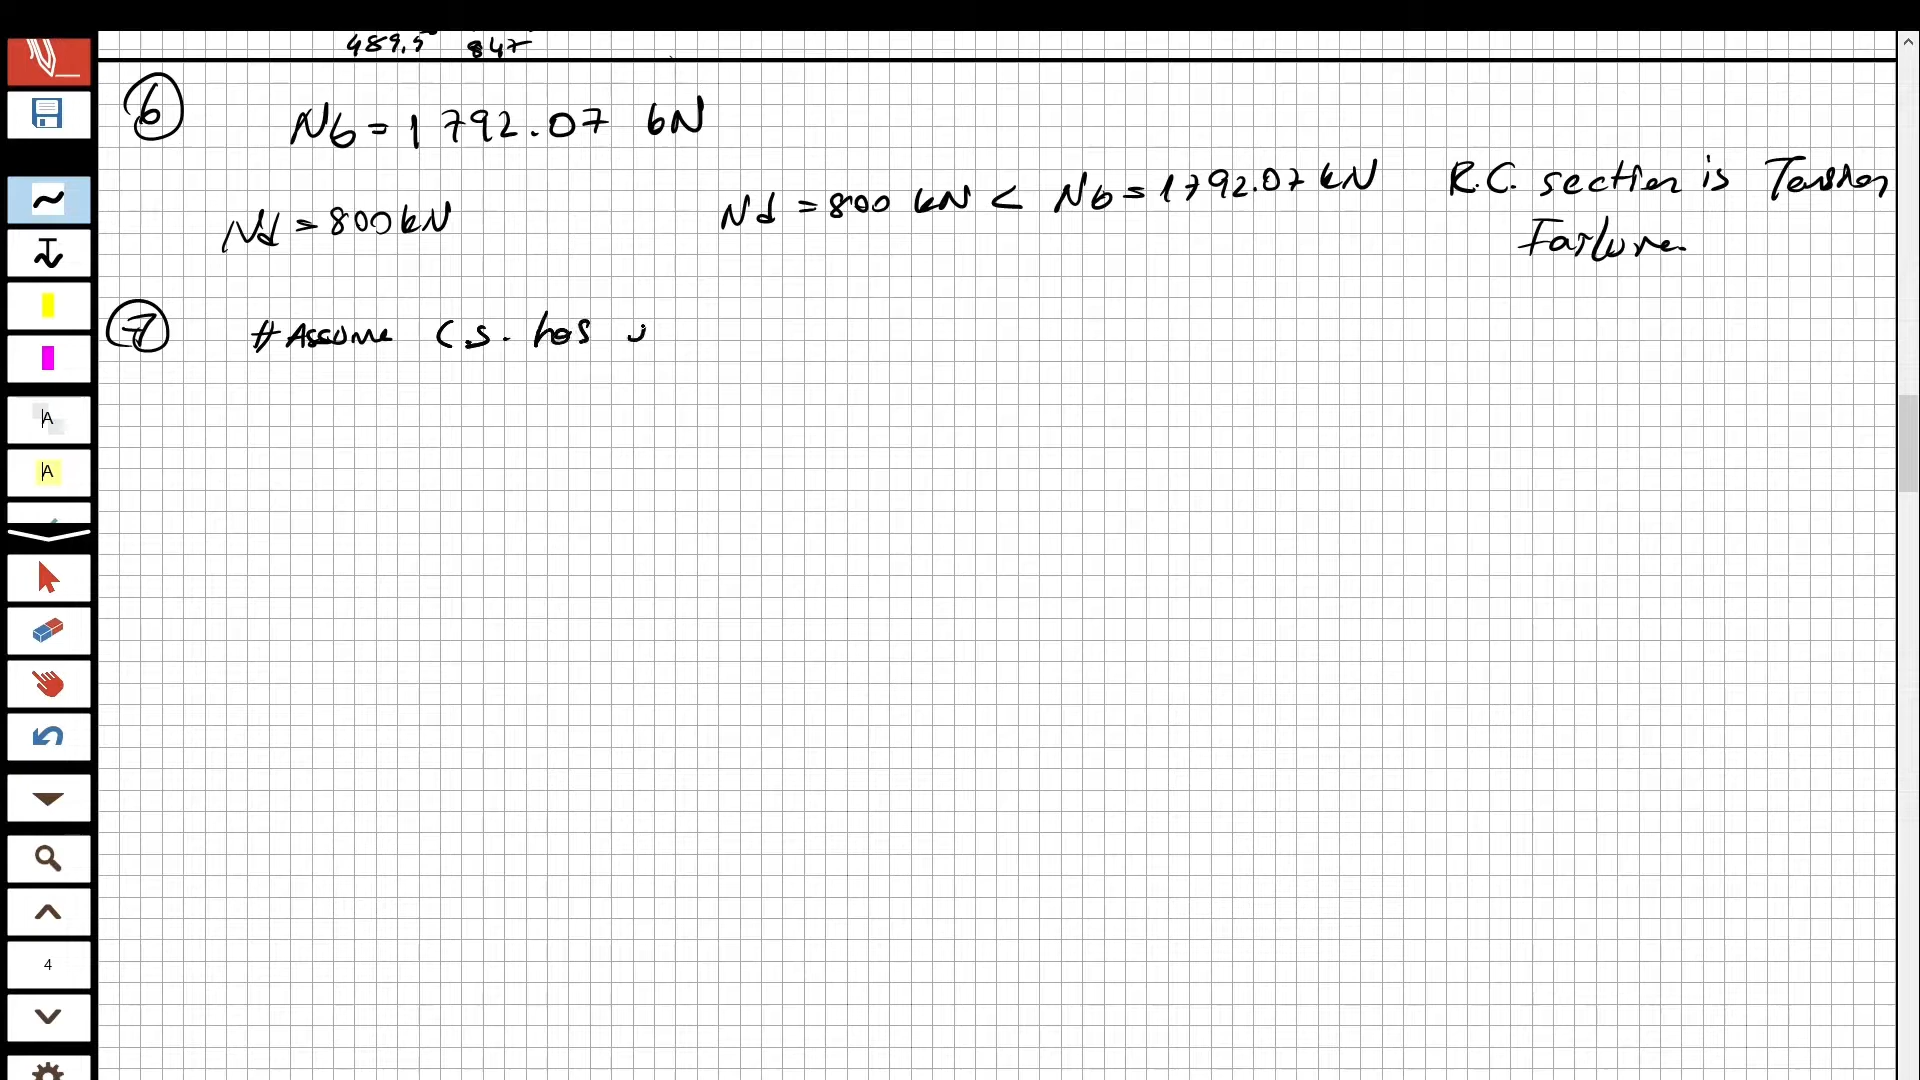 489.5 847
6 Nb = 1792.07 kN
Nd = 800 kN
Nd = 800 kN < Nb = 1792.07 kN R.C. section is Tension
Failure.
7 #Assume C.S. has
A
A
4